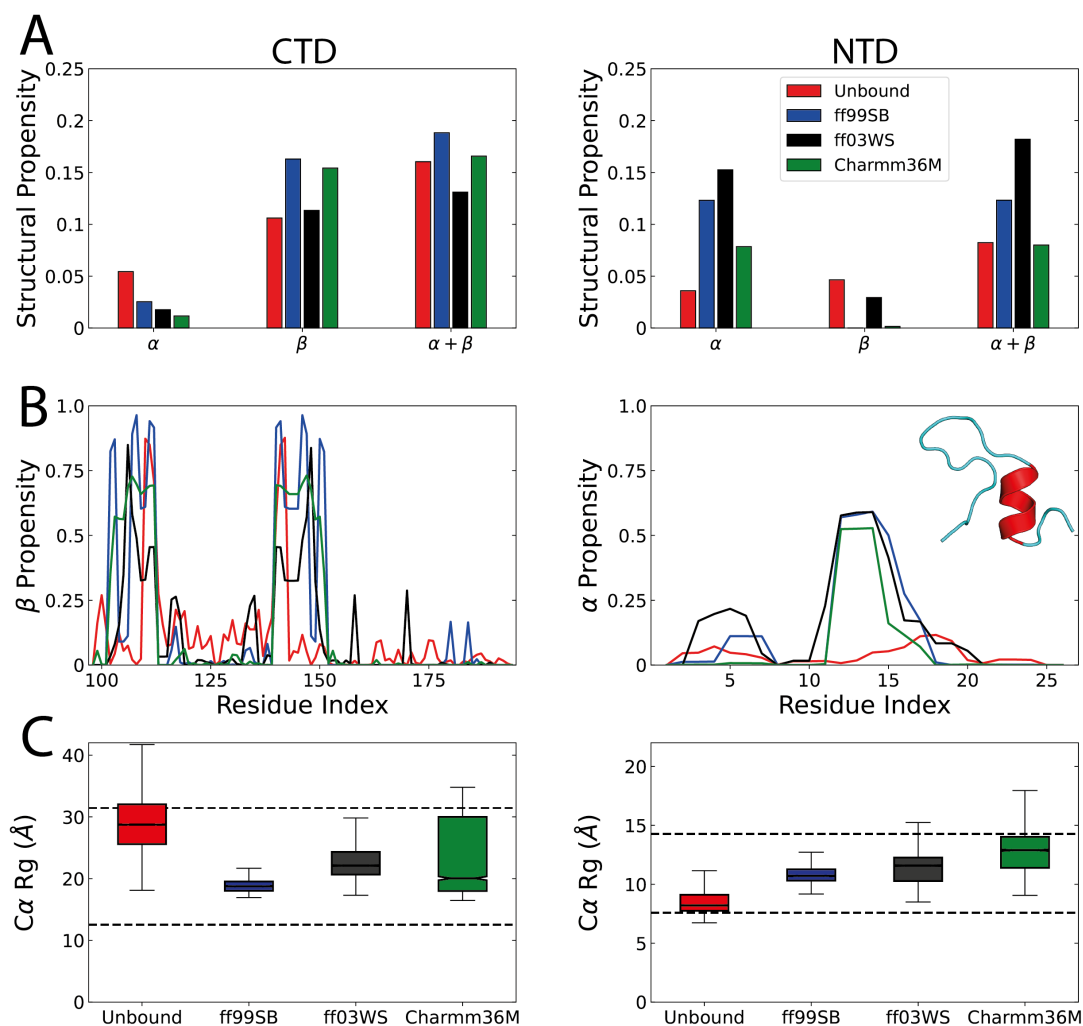 A
CTD
NTD
Structural Propensity
0.25
0.2
0.15
0.1
0.05
0
α
β
α + β
Structural Propensity
0.25
0.2
0.15
0.1
0.05
0
α
β
α + β
Unbound
ff99SB
ff03WS
Charmm36M
B
β Propensity
1.0
0.75
0.5
0.25
0
100
125
150
175
Residue Index
α Propensity
1.0
0.75
0.5
0.25
0
5
10
15
20
25
Residue Index
C
Cα Rg (Å)
40
30
20
10
0
Unbound
ff99SB
ff03WS
Charmm36M
Cα Rg (Å)
20
15
10
5
0
Unbound
ff99SB
ff03WS
Charmm36M